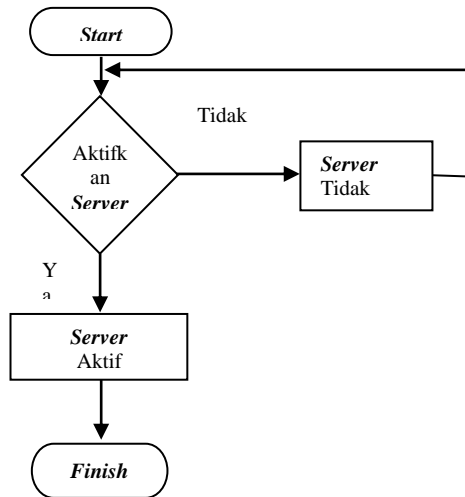 Start
Tidak
Aktifk
an
Server
Server
Tidak
Y
a
Server
Aktif
Finish